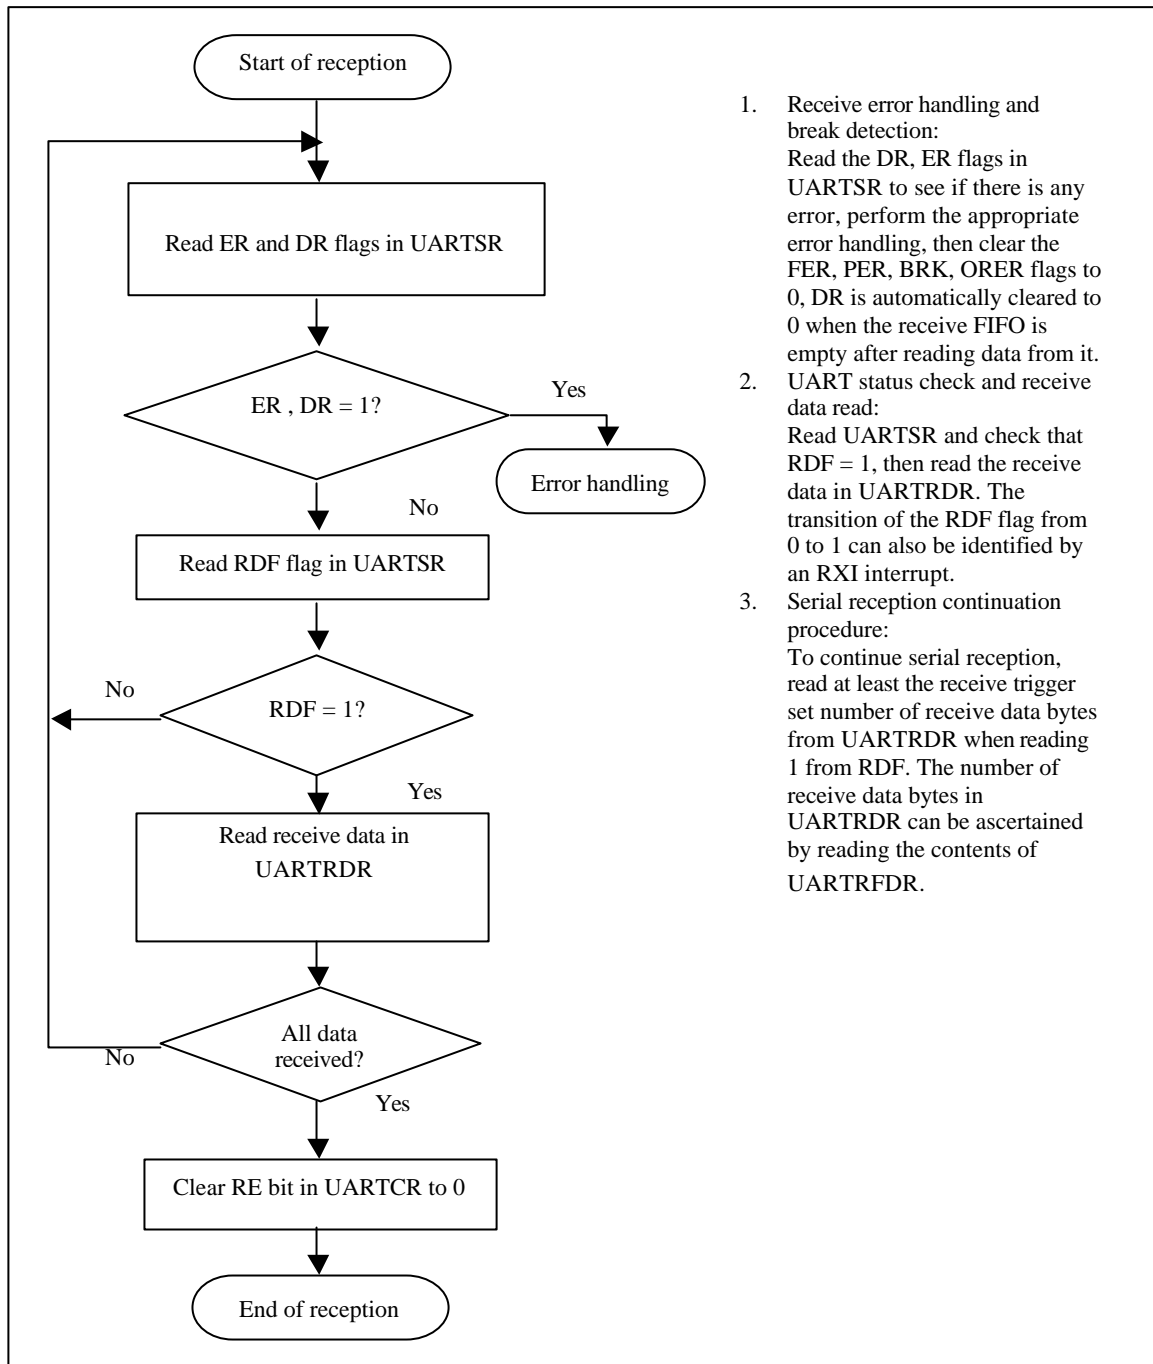 Start of reception
Read ER and DR flags in UARTSR
ER , DR = 1?
Yes
Error handling
No
Read RDF flag in UARTSR
No
RDF = 1?
Yes
Read receive data in
UARTRDR
All data
received?
No
Yes
Clear RE bit in UARTCR to 0
End of reception
1. Receive error handling and
break detection:
Read the DR, ER flags in
UARTSR to see if there is any
error, perform the appropriate
error handling, then clear the
FER, PER, BRK, ORER flags to
0, DR is automatically cleared to
0 when the receive FIFO is
empty after reading data from it.
2. UART status check and receive
data read:
Read UARTSR and check that
RDF = 1, then read the receive
data in UARTRDR. The
transition of the RDF flag from
0 to 1 can also be identified by
an RXI interrupt.
3. Serial reception continuation
procedure:
To continue serial reception,
read at least the receive trigger
set number of receive data bytes
from UARTRDR when reading
1 from RDF. The number of
receive data bytes in
UARTRDR can be ascertained
by reading the contents of
UARTRFDR.